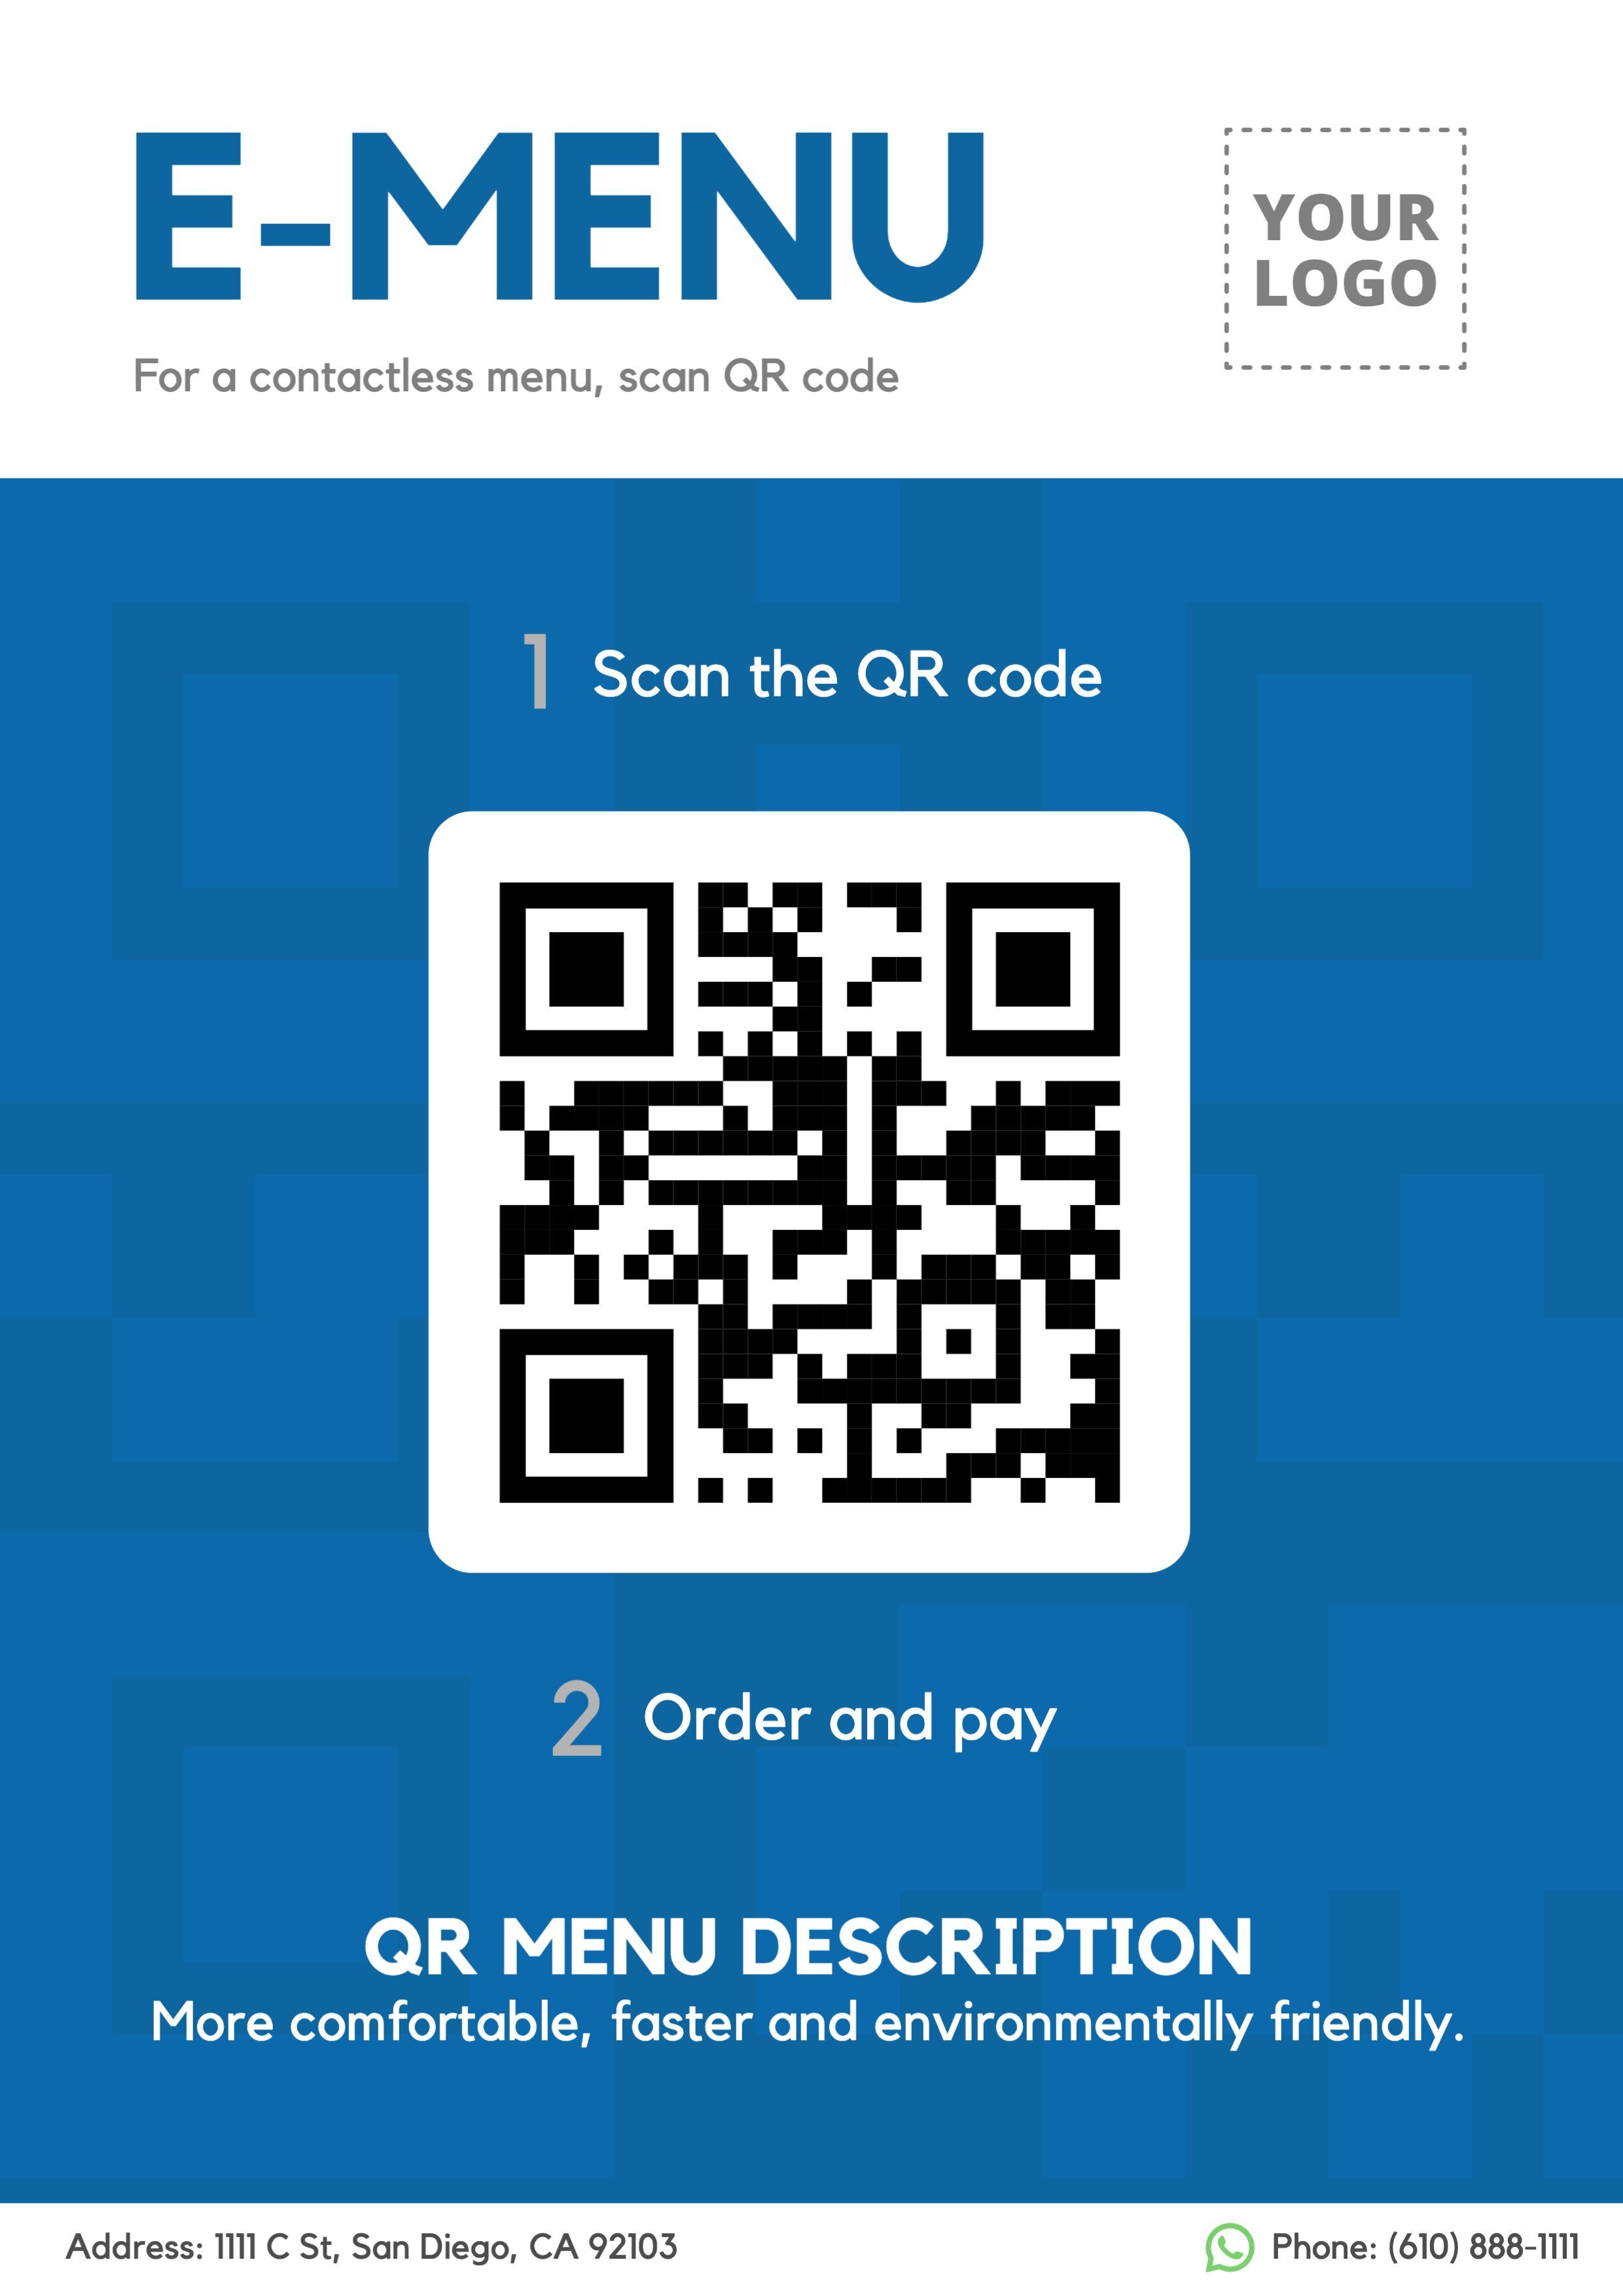 E-MENU
For a contactless menu, scan QR code
YOUR
LOGO
1 Scan the QR code
2 Order and pay
QR MENU DESCRIPTION
More comfortable, faster and environmentally friendly.
Address: 1111 C St, San Diego, CA 92103
Phone: (610) 888-1111